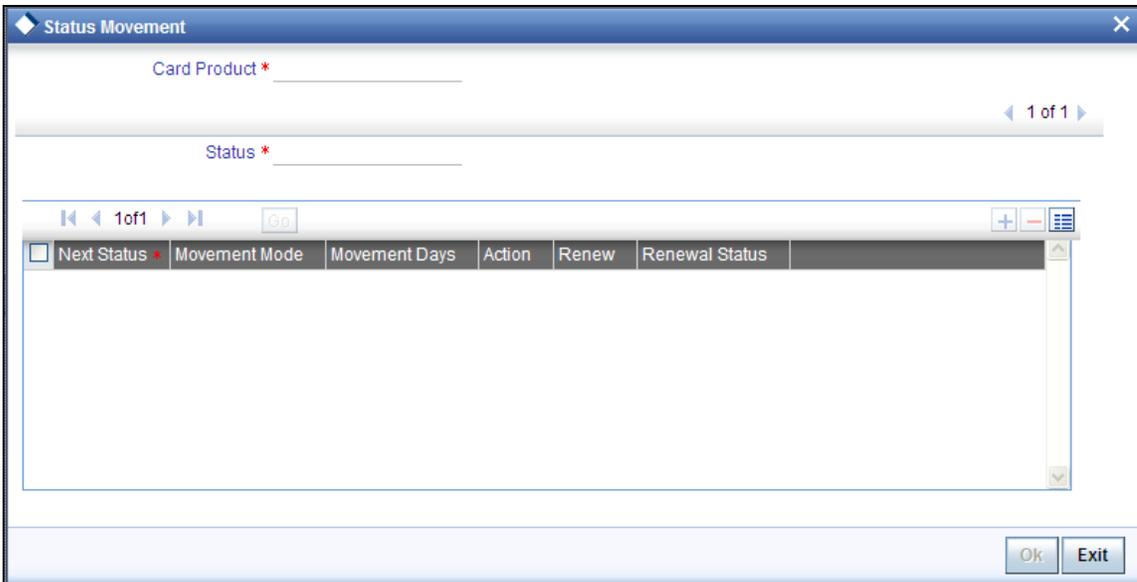 Status Movement
Card Product *
1 of 1
Status *
1of1 Go
Next Status * Movement Mode Movement Days Action Renew Renewal Status
Ok Exit